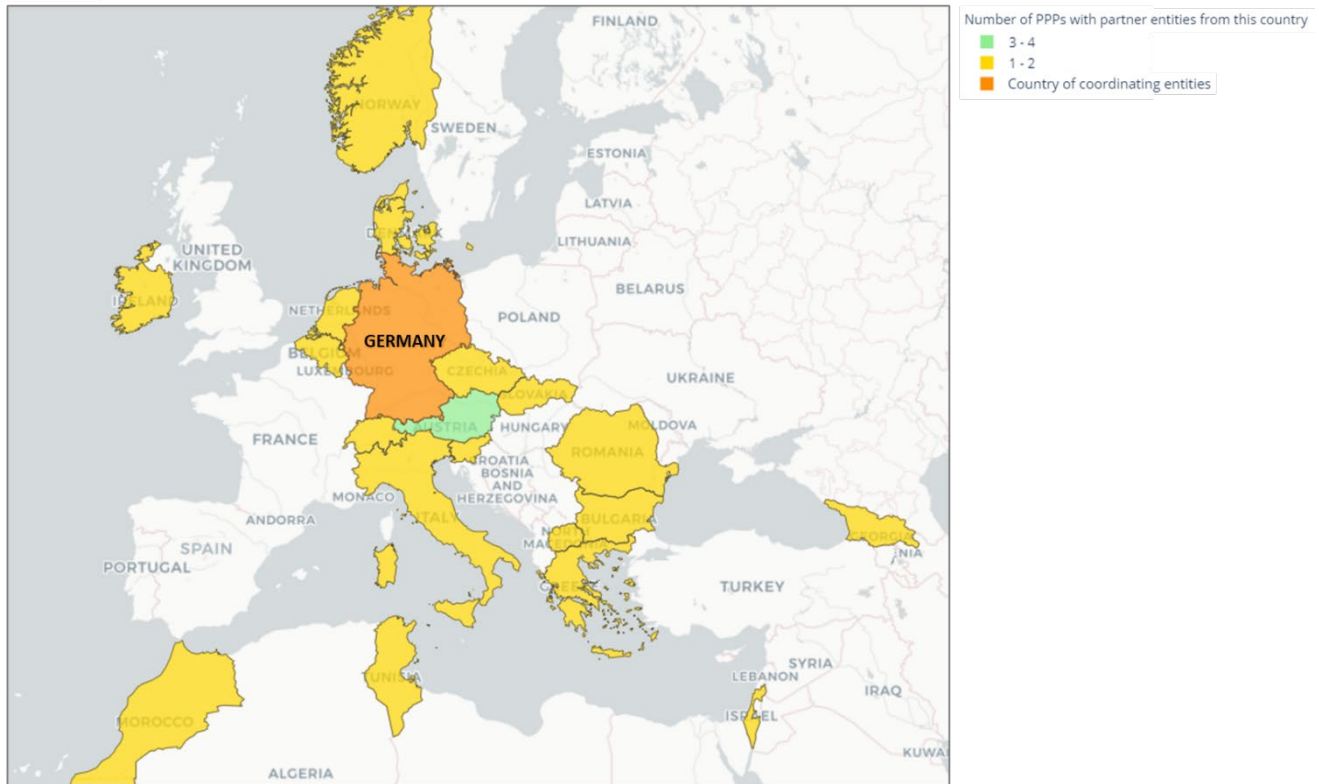 Number of PPPs with partner entities from this country
3 - 4
1 - 2
Country of coordinating entities
FINLAND
NORWAY
SWEDEN
ESTONIA
LATVIA
DENMARK
LITHUANIA
UNITED
KINGDOM
BELARUS
IRELAND
NETHERLANDS
POLAND
GERMANY
BELGIUM
LUXEMBOURG
CZECHIA
UKRAINE
SLOVAKIA
AUSTRIA
HUNGARY
MOLDOVA
FRANCE
ROMANIA
CROATIA
BOSNIA
AND
HERZEGOVINA
MONACO
ITALY
ANDORRA
BULGARIA
NORTH
MACEDONIA
GEORGIA
NIA
SPAIN
PORTUGAL
GREECE
TURKEY
SYRIA
LEBANON
TUNISIA
IRAQ
MOROCCO
ISRAEL
KUWAI
ALGERIA